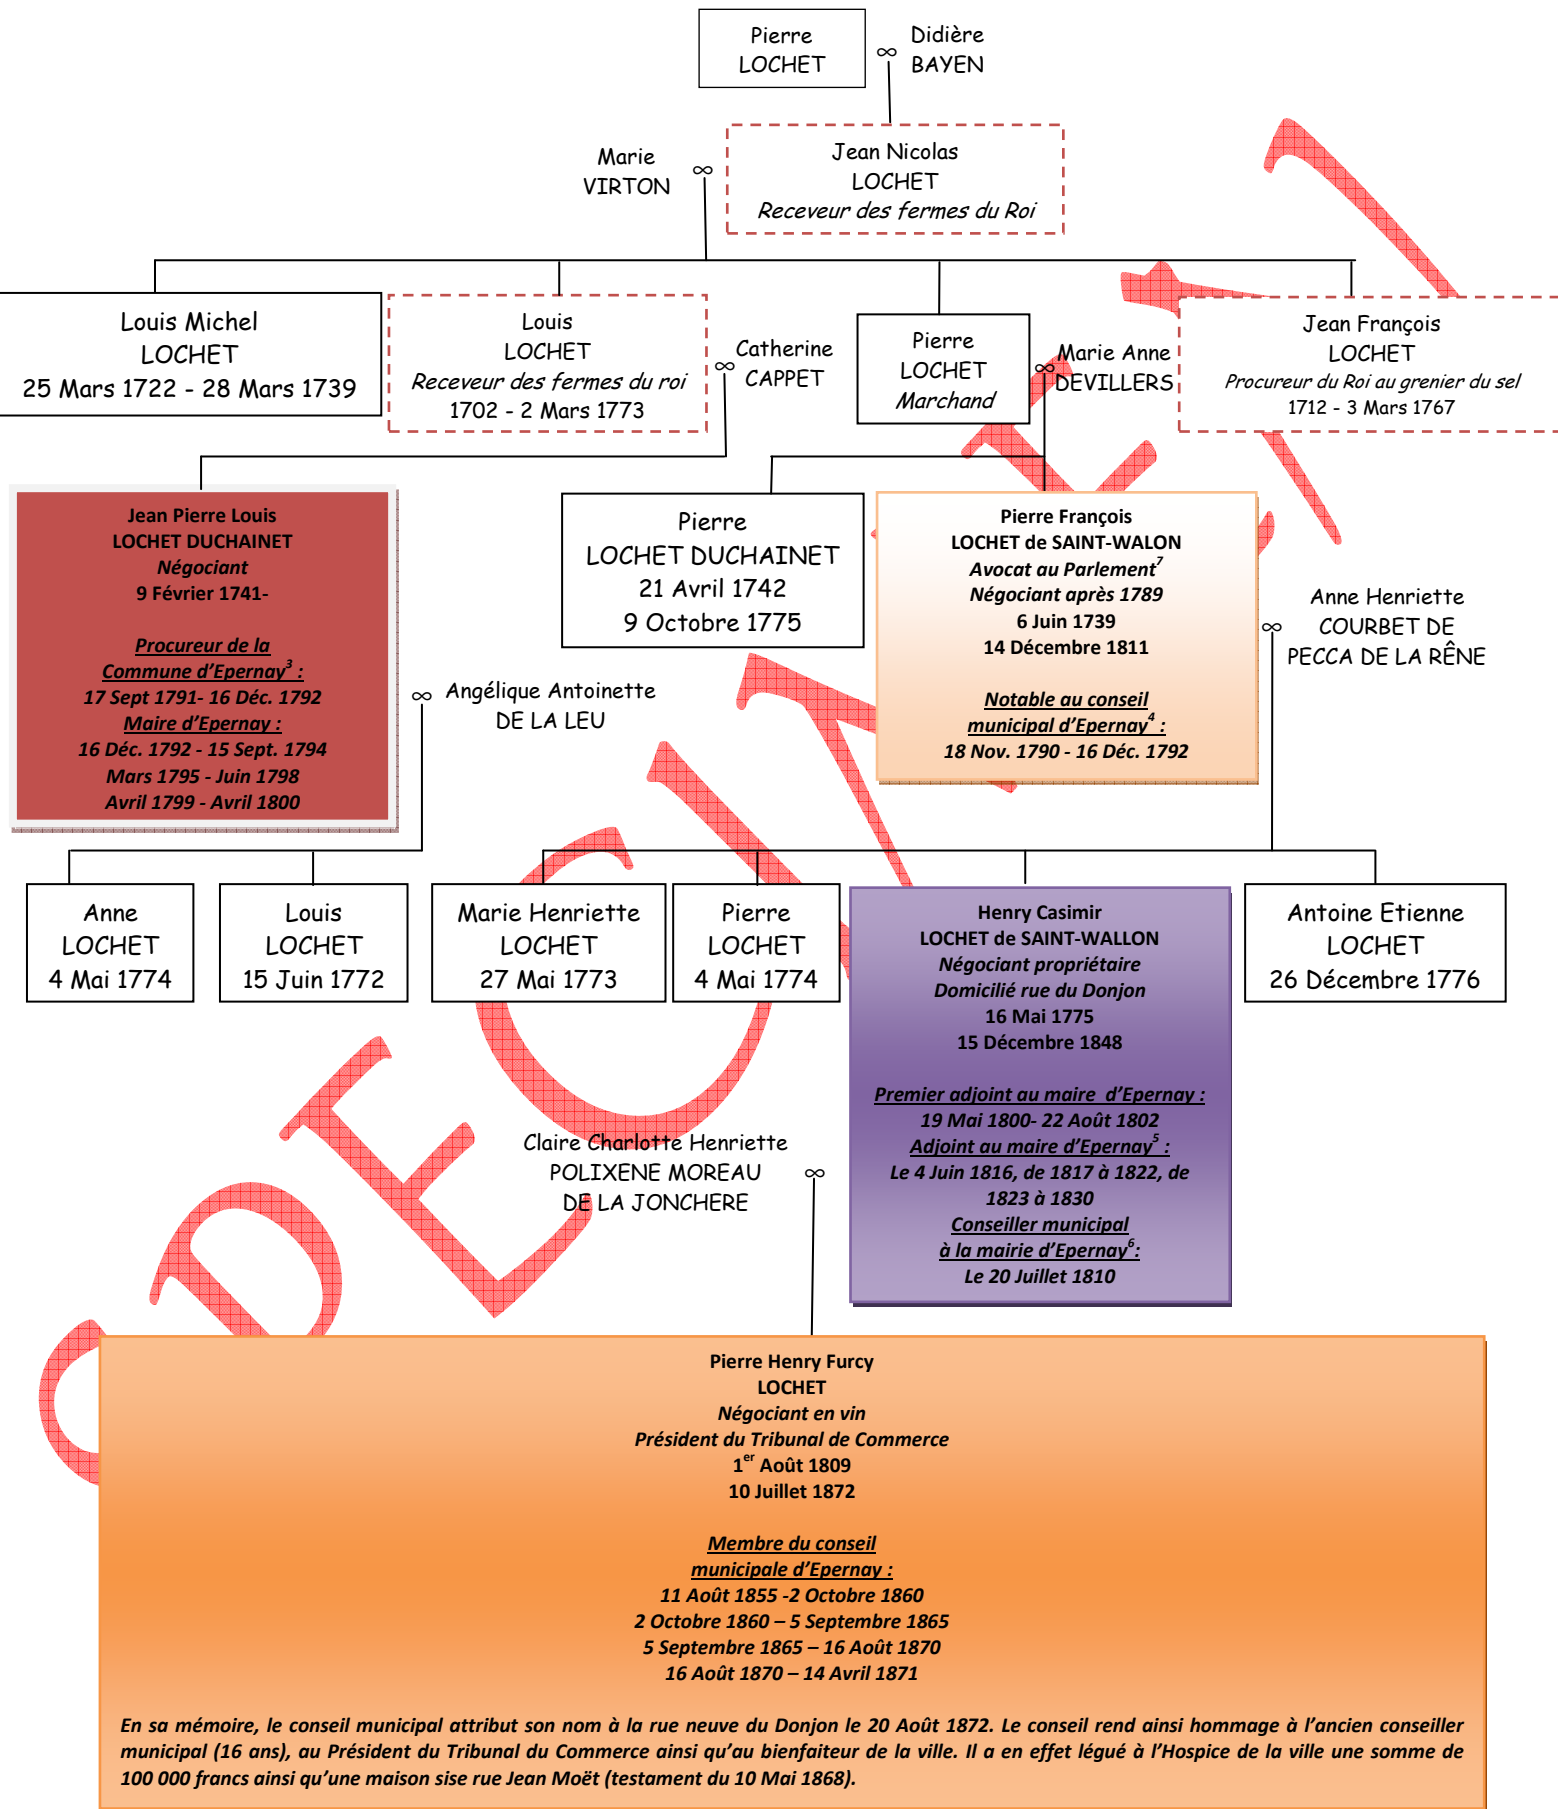 Pierre
LOCHET
∞
Didière
BAYEN
Marie
VIRTON
∞
Jean Nicolas
LOCHET
Receveur des fermes du Roi
Louis Michel
LOCHET
25 Mars 1722 - 28 Mars 1739
Louis
LOCHET
Receveur des fermes du roi
1702 - 2 Mars 1773
∞
Catherine
CAPPET
Pierre
LOCHET
Marchand
∞
Marie Anne
DEVILLERS
Jean François
LOCHET
Procureur du Roi au grenier du sel
1712 - 3 Mars 1767
Jean Pierre Louis
LOCHET DUCHAINET
Négociant
9 Février 1741-
Procureur de la
Commune d'Epernay³ :
17 Sept 1791- 16 Déc. 1792
Maire d'Epernay :
16 Déc. 1792 - 15 Sept. 1794
Mars 1795 - Juin 1798
Avril 1799 - Avril 1800
∞
Angélique Antoinette
DE LA LEU
Pierre
LOCHET DUCHAINET
21 Avril 1742
9 Octobre 1775
Pierre François
LOCHET de SAINT-WALON
Avocat au Parlement⁷
Négociant après 1789
6 Juin 1739
14 Décembre 1811
Notable au conseil
municipal d'Epernay⁴ :
18 Nov. 1790 - 16 Déc. 1792
∞
Anne Henriette
COURBET DE
PECCA DE LA RÊNE
Anne
LOCHET
4 Mai 1774
Louis
LOCHET
15 Juin 1772
Marie Henriette
LOCHET
27 Mai 1773
Pierre
LOCHET
4 Mai 1774
Henry Casimir
LOCHET de SAINT-WALLON
Négociant propriétaire
Domicilié rue du Donjon
16 Mai 1775
15 Décembre 1848
Premier adjoint au maire d'Epernay :
19 Mai 1800- 22 Août 1802
Adjoint au maire d'Epernay⁵ :
Le 4 Juin 1816, de 1817 à 1822, de
1823 à 1830
Conseiller municipal
à la mairie d'Epernay⁶:
Le 20 Juillet 1810
Antoine Etienne
LOCHET
26 Décembre 1776
Claire Charlotte Henriette
POLIXENE MOREAU
DE LA JONCHERE
∞
Pierre Henry Furcy
LOCHET
Négociant en vin
Président du Tribunal de Commerce
1er Août 1809
10 Juillet 1872
Membre du conseil
municipale d'Epernay :
11 Août 1855 -2 Octobre 1860
2 Octobre 1860 – 5 Septembre 1865
5 Septembre 1865 – 16 Août 1870
16 Août 1870 – 14 Avril 1871
En sa mémoire, le conseil municipal attribut son nom à la rue neuve du Donjon le 20 Août 1872. Le conseil rend ainsi hommage à l'ancien conseiller
municipal (16 ans), au Président du Tribunal du Commerce ainsi qu'au bienfaiteur de la ville. Il a en effet légué à l'Hospice de la ville une somme de
100 000 francs ainsi qu'une maison sise rue Jean Moët (testament du 10 Mai 1868).